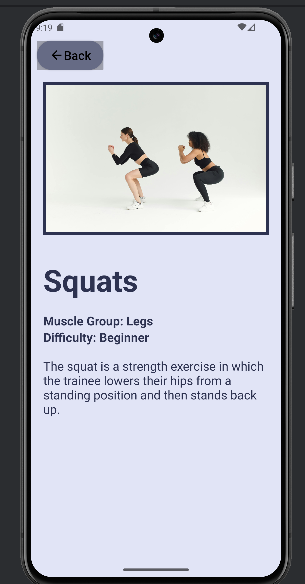 9:19
Back
Squats
Muscle Group: Legs
Difficulty: Beginner
The squat is a strength exercise in which
the trainee lowers their hips from a
standing position and then stands back
up.